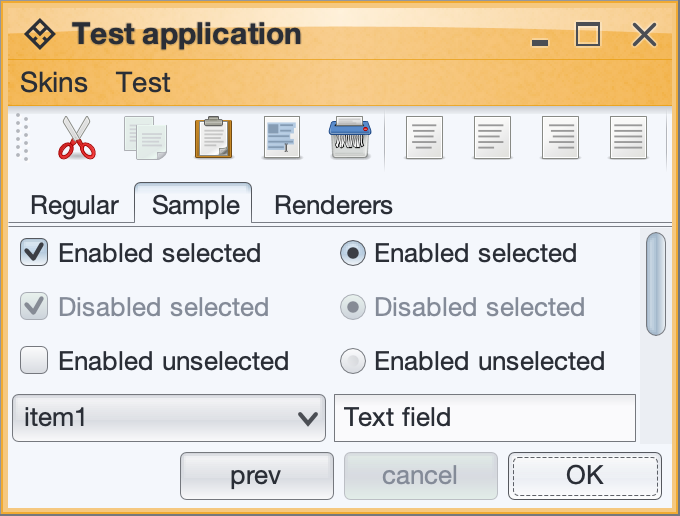 Test application
Skins Test
Regular Sample Renderers
Enabled selected Enabled selected
Disabled selected Disabled selected
Enabled unselected Enabled unselected
item1 Text field
prev cancel OK